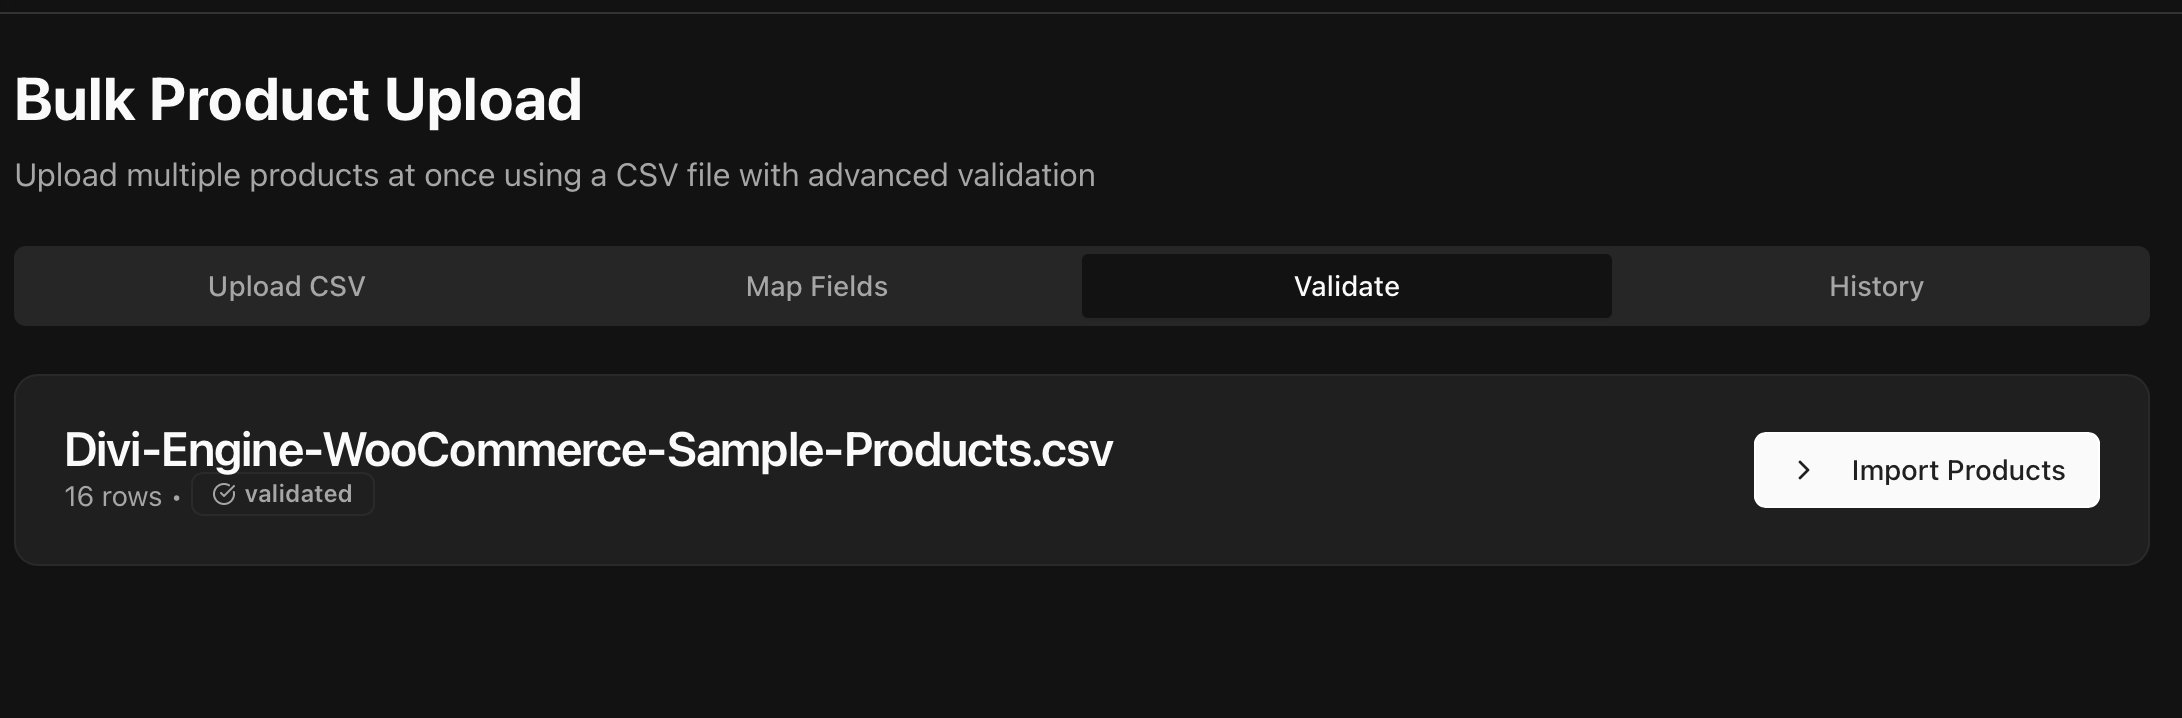 Bulk Product Upload
Upload multiple products at once using a CSV file with advanced validation
Upload CSV
Map Fields
Validate
History
Divi-Engine-WooCommerce-Sample-Products.csv
16 rows • validated
Import Products